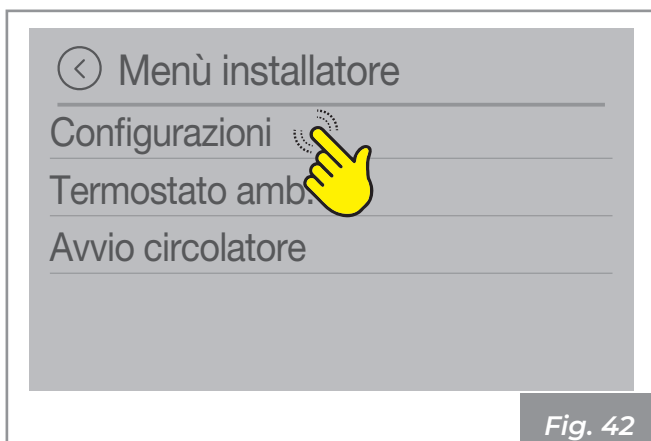 Menù installatore
Configurazioni
Termostato amb.
Avvio circolatore
Fig. 42